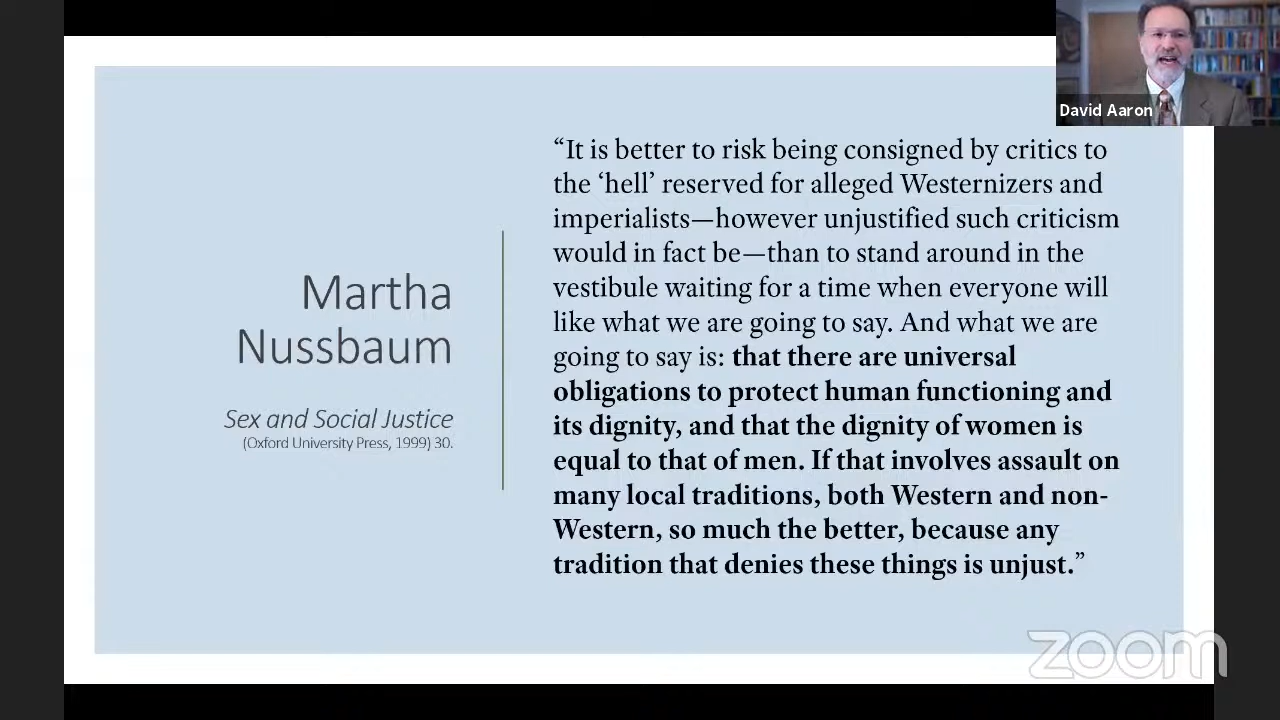 David Aaron
Martha
Nussbaum
Sex and Social Justice
(Oxford University Press, 1999) 30.
“It is better to risk being consigned by critics to
the ‘hell’ reserved for alleged Westernizers and
imperialists—however unjustified such criticism
would in fact be—than to stand around in the
vestibule waiting for a time when everyone will
like what we are going to say. And what we are
going to say is: that there are universal
obligations to protect human functioning and
its dignity, and that the dignity of women is
equal to that of men. If that involves assault on
many local traditions, both Western and non-
Western, so much the better, because any
tradition that denies these things is unjust.”
zoom